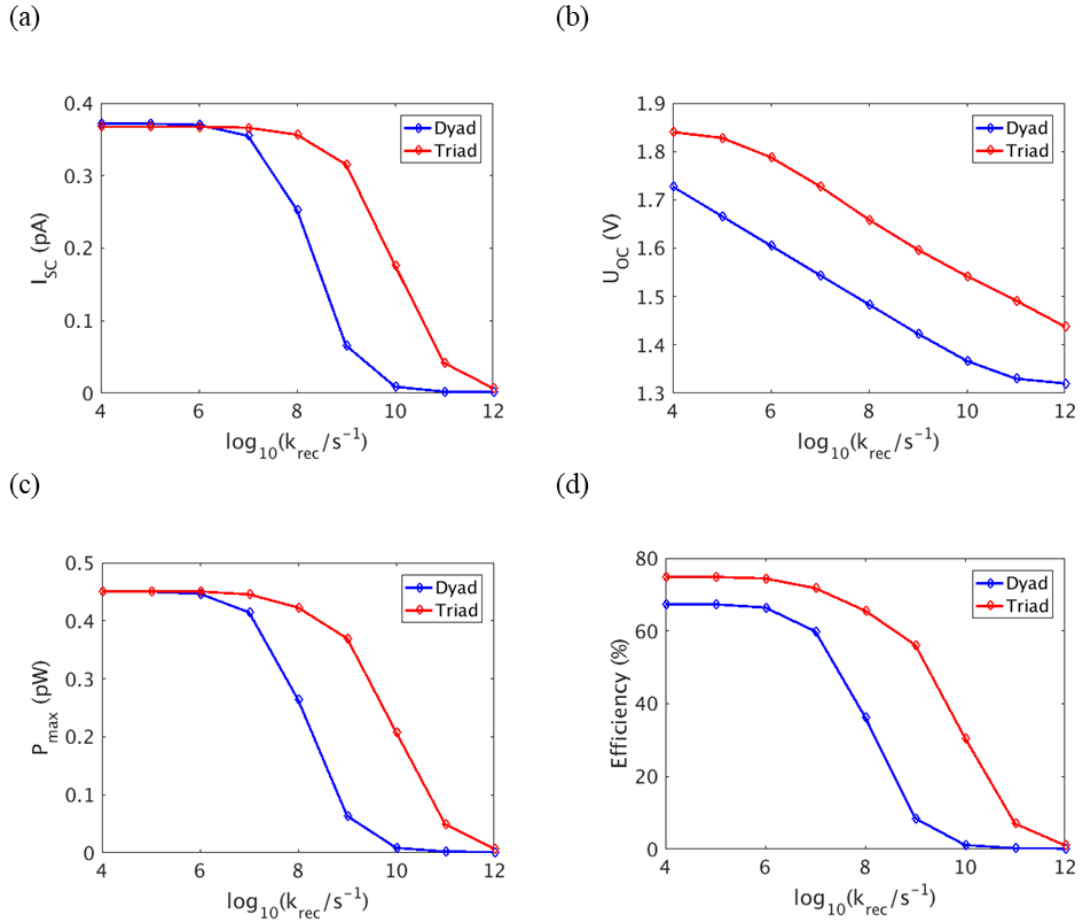 (a)
(b)
0.4
0.3
0.2
0.1
0
I_SC (pA)
Dyad
Triad
4 6 8 10 12
log_10(k_rec/s^-1)
1.9
1.8
1.7
1.6
1.5
1.4
1.3
U_OC (V)
Dyad
Triad
4 6 8 10 12
log_10(k_rec/s^-1)
(c)
(d)
0.5
0.4
0.3
0.2
0.1
0
P_max (pW)
Dyad
Triad
4 6 8 10 12
log_10(k_rec/s^-1)
80
60
40
20
0
Efficiency (%)
Dyad
Triad
4 6 8 10 12
log_10(k_rec/s^-1)